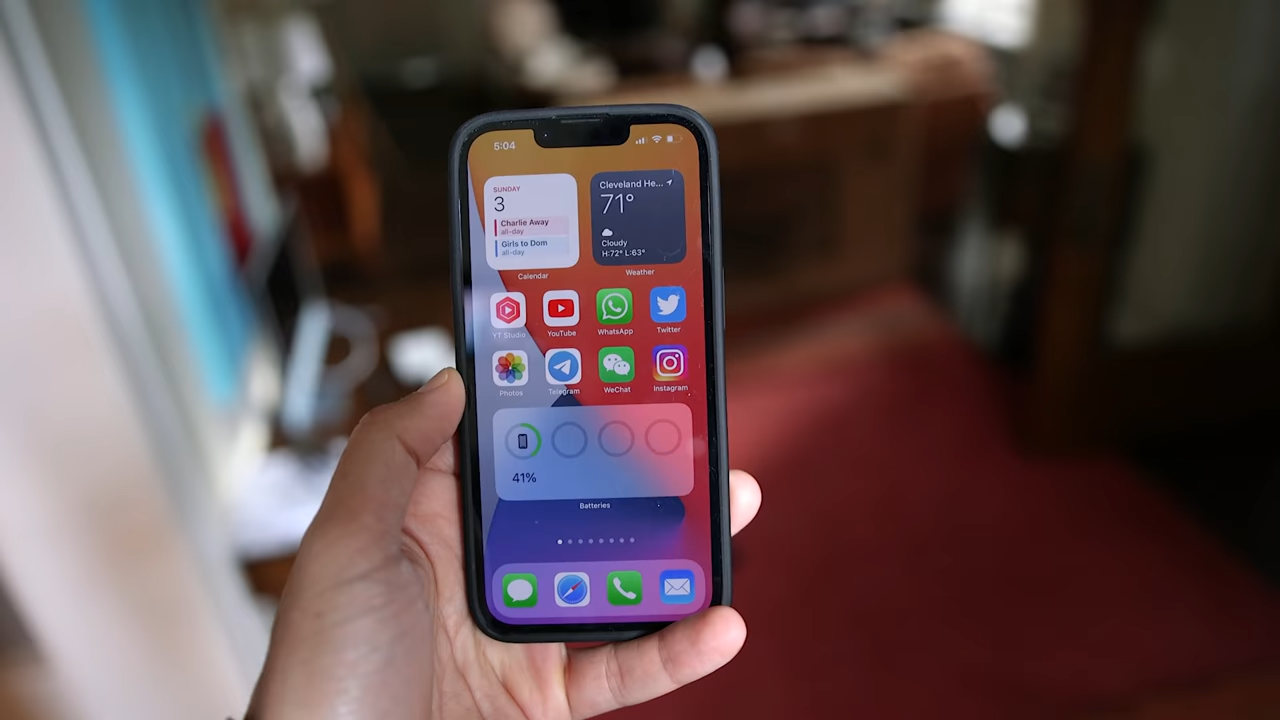 5:04
SUNDAY
3
Charlie Away
all-day
Girls to Dom
all-day
Calendar
Cleveland He...
71°
Cloudy
H:72° L:63°
Weather
YT Studio
YouTube
WhatsApp
Twitter
Photos
Telegram
WeChat
Instagram
41%
Batteries